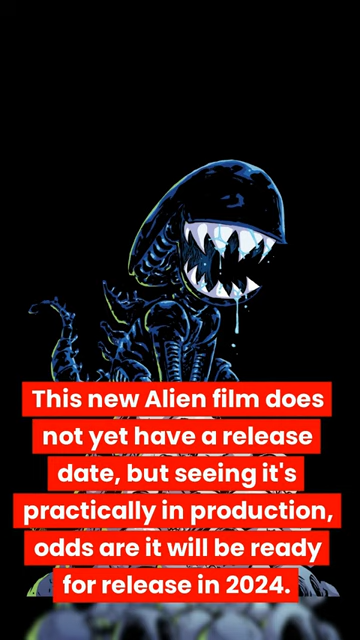 This new Alien film does
not yet have a release
date, but seeing it's
practically in production,
odds are it will be ready
for release in 2024.